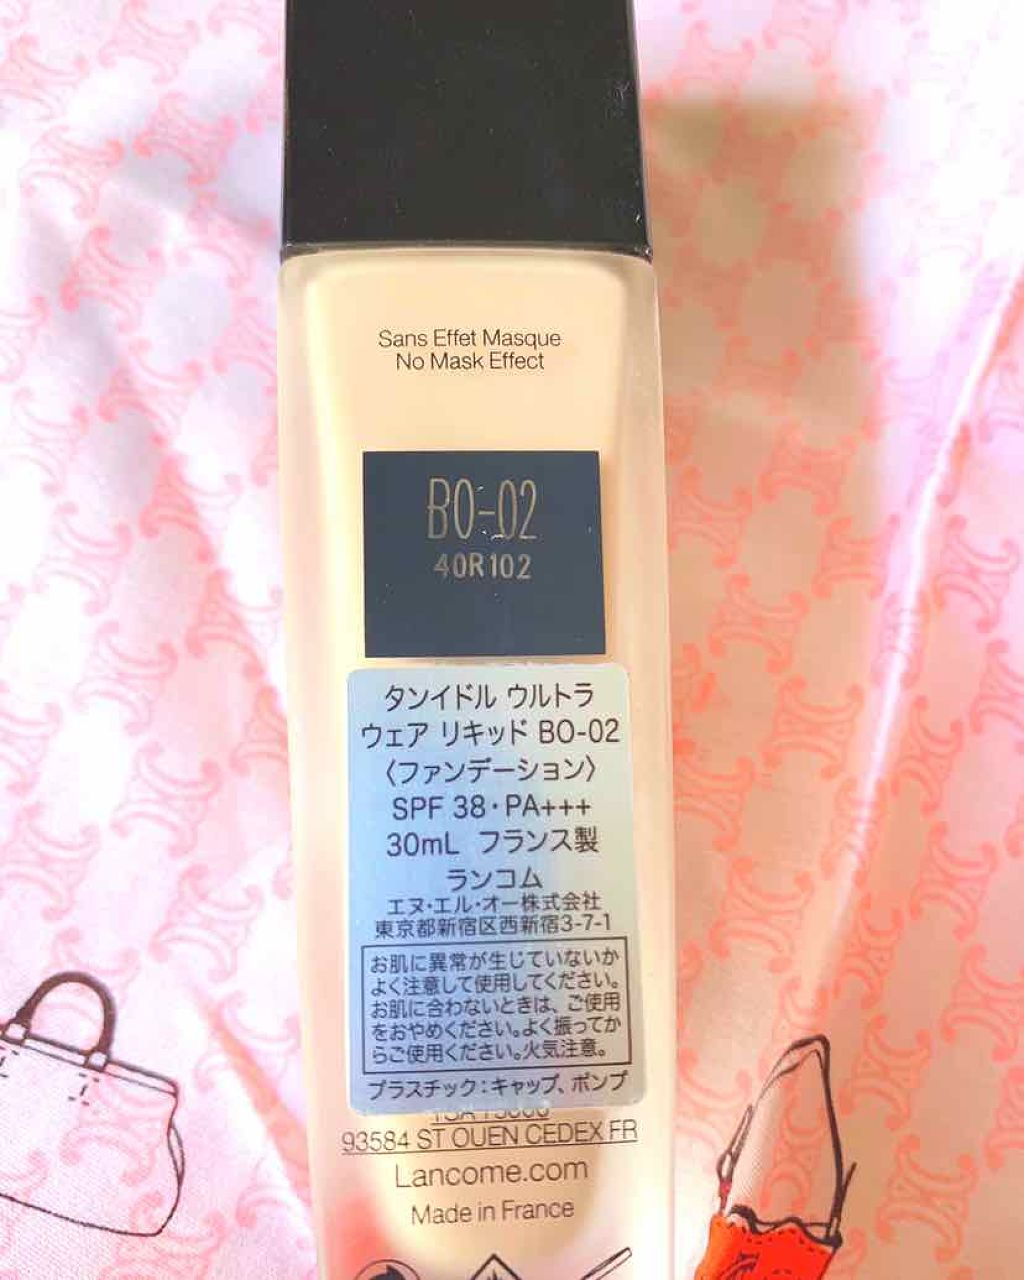 Sans Effet Masque
No Mask Effect
BO-02
40R102
タンイドル ウルトラ
ウェア リキッド BO-02
〈ファンデーション〉
SPF 38・PA+++
30mL フランス製
ランコム
エヌ・エル・オー株式会社
東京都新宿区西新宿3-7-1
お肌に異常が生じていないか
よく注意して使用してください。
お肌に合わないときは、ご使用
をおやめください。よく振ってか
らご使用ください。火気注意。
プラスチック：キャップ、ポンプ
93584 ST OUEN CEDEX FR
Lancome.com
Made in France